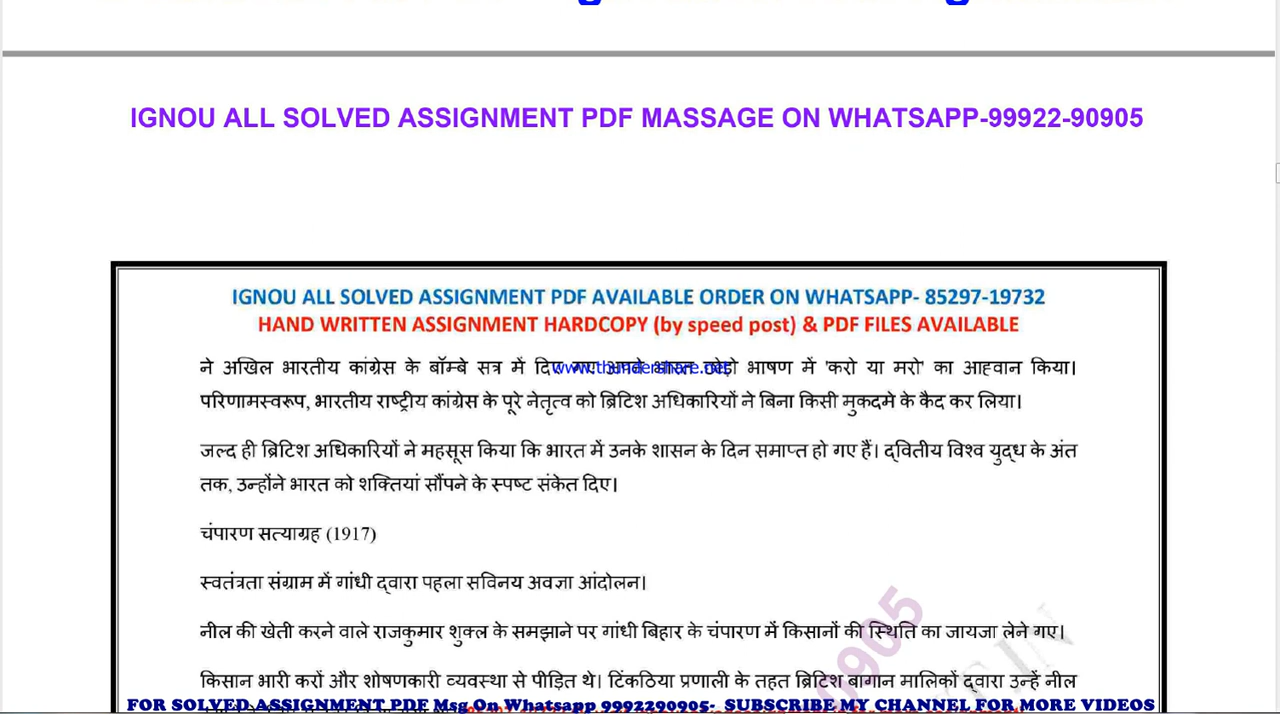 IGNOU ALL SOLVED ASSIGNMENT PDF MASSAGE ON WHATSAPP-99922-90905
IGNOU ALL SOLVED ASSIGNMENT PDF AVAILABLE ORDER ON WHATSAPP- 85297-19732
HAND WRITTEN ASSIGNMENT HARDCOPY (by speed post) & PDF FILES AVAILABLE
ने अखिल भारतीय कांग्रेस के बॉम्बे सत्र में भाषण में 'करो या मरो' का आह्वान किया।
www.thundershare.net
परिणामस्वरूप, भारतीय राष्ट्रीय कांग्रेस के पूरे नेतृत्व को ब्रिटिश अधिकारियों ने बिना किसी मुकदमे के कैद कर लिया।
जल्द ही ब्रिटिश अधिकारियों ने महसूस किया कि भारत में उनके शासन के दिन समाप्त हो गए हैं। द्वितीय विश्व युद्ध के अंत
तक, उन्होंने भारत को शक्तियां सौंपने के स्पष्ट संकेत दिए।
चंपारण सत्याग्रह (1917)
स्वतंत्रता संग्राम में गांधी द्वारा पहला सविनय अवज्ञा आंदोलन।
नील की खेती करने वाले राजकुमार शुक्ल के समझाने पर गांधी बिहार के चंपारण में किसानों की स्थिति का जायजा लेने गए।
किसान भारी करों और शोषणकारी व्यवस्था से पीड़ित थे। टिंकठिया प्रणाली के तहत ब्रिटिश बागान मालिकों द्वारा उन्हें नील
FOR SOLVED ASSIGNMENT PDF Msg On Whatsapp 9992290905- SUBSCRIBE MY CHANNEL FOR MORE VIDEOS